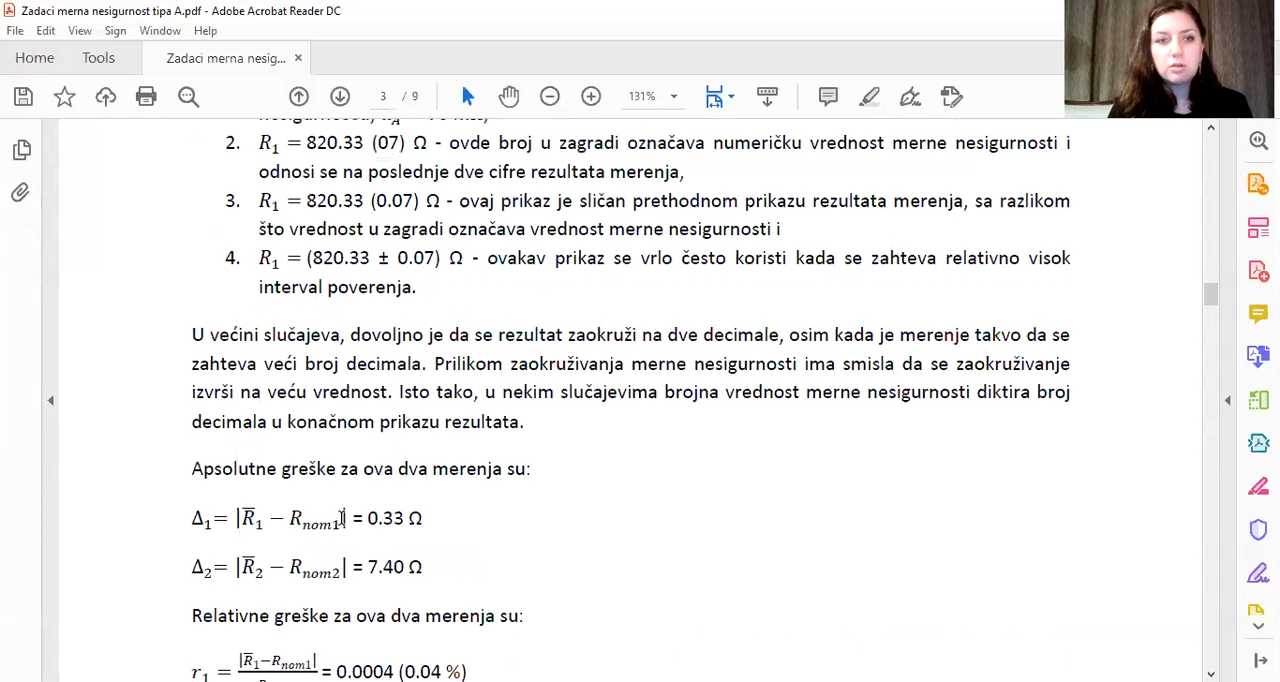 Zadaci merna nesigurnost tipa A.pdf - Adobe Acrobat Reader DC
File Edit View Sign Window Help
Home Tools Zadaci merna nesig... ×
3 / 9 131%
2. R₁ = 820.33 (07) Ω - ovde broj u zagradi označava numeričku vrednost merne nesigurnosti i
odnosi se na poslednje dve cifre rezultata merenja,
3. R₁ = 820.33 (0.07) Ω - ovaj prikaz je sličan prethodnom prikazu rezultata merenja, sa razlikom
što vrednost u zagradi označava vrednost merne nesigurnosti i
4. R₁ = (820.33 ± 0.07) Ω - ovakav prikaz se vrlo često koristi kada se zahteva relativno visok
interval poverenja.
U većini slučajeva, dovoljno je da se rezultat zaokruži na dve decimale, osim kada je merenje takvo da se
zahteva veći broj decimala. Prilikom zaokruživanja merne nesigurnosti ima smisla da se zaokruživanje
izvrši na veću vrednost. Isto tako, u nekim slučajevima brojna vrednost merne nesigurnosti diktira broj
decimala u konačnom prikazu rezultata.
Apsolutne greške za ova dva merenja su:
Δ₁= |R̅₁ − Rnom1| = 0.33 Ω
Δ₂= |R̅₂ − Rnom2| = 7.40 Ω
Relativne greške za ova dva merenja su:
r₁ = |R̅₁−Rnom1| = 0.0004 (0.04 %)